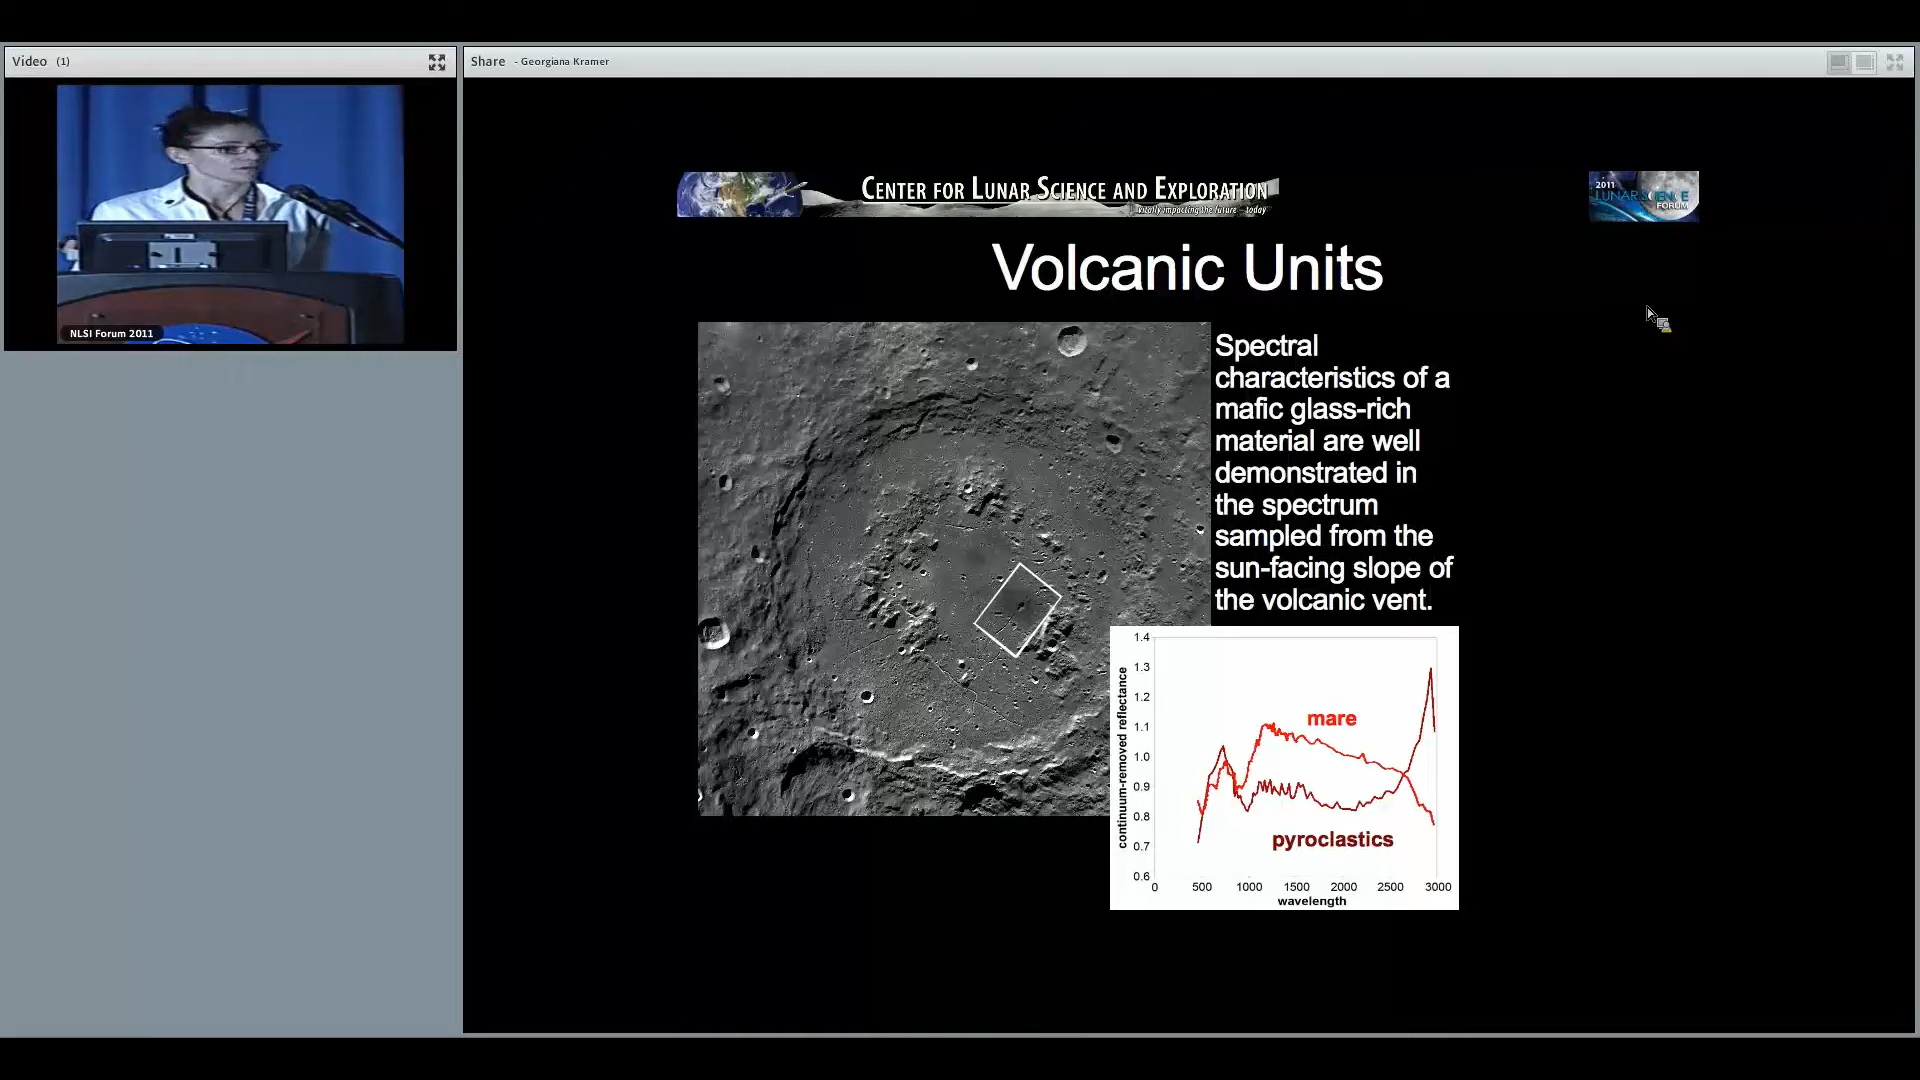 Video (1)
Share - Georgiana Kramer
NLSI Forum 2011
CENTER FOR LUNAR SCIENCE AND EXPLORATION
vitally impacting the future - today
2011
LUNAR SCIENCE
FORUM
Volcanic Units
Spectral
characteristics of a
mafic glass-rich
material are well
demonstrated in
the spectrum
sampled from the
sun-facing slope of
the volcanic vent.
continuum-removed reflectance
1.4
1.3
1.2
1.1
1.0
0.9
0.8
0.7
0.6
mare
pyroclastics
0 500 1000 1500 2000 2500 3000
wavelength